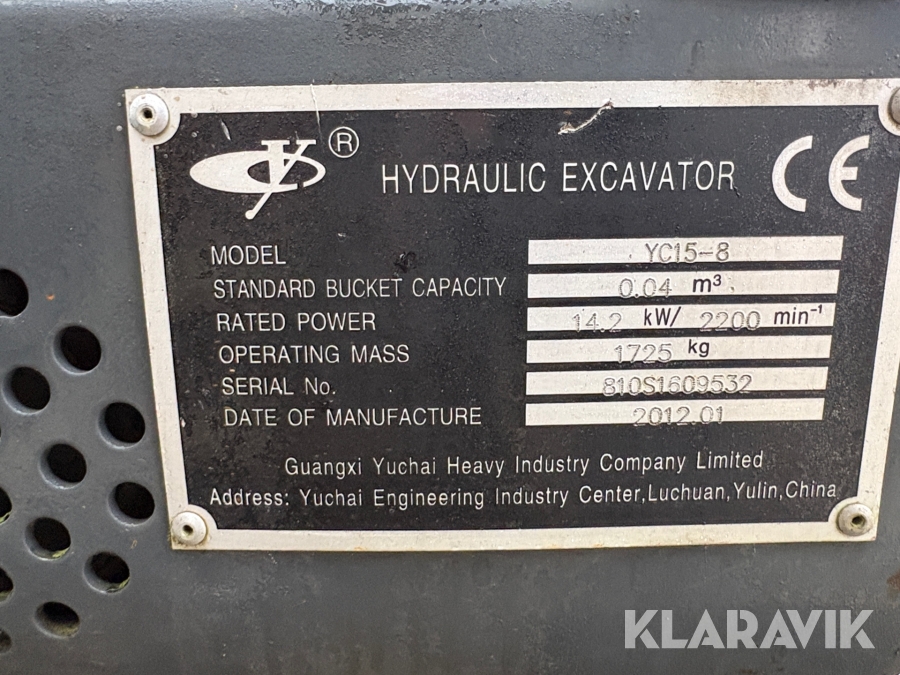 ® HYDRAULIC EXCAVATOR CE
MODEL YC15-8
STANDARD BUCKET CAPACITY 0.04 m³
RATED POWER 14.2 kW/ 2200 min⁻¹
OPERATING MASS 1725 kg
SERIAL No. 810S1609532
DATE OF MANUFACTURE 2012.01
Guangxi Yuchai Heavy Industry Company Limited
Address: Yuchai Engineering Industry Center,Luchuan,Yulin,China
KLARAVIK